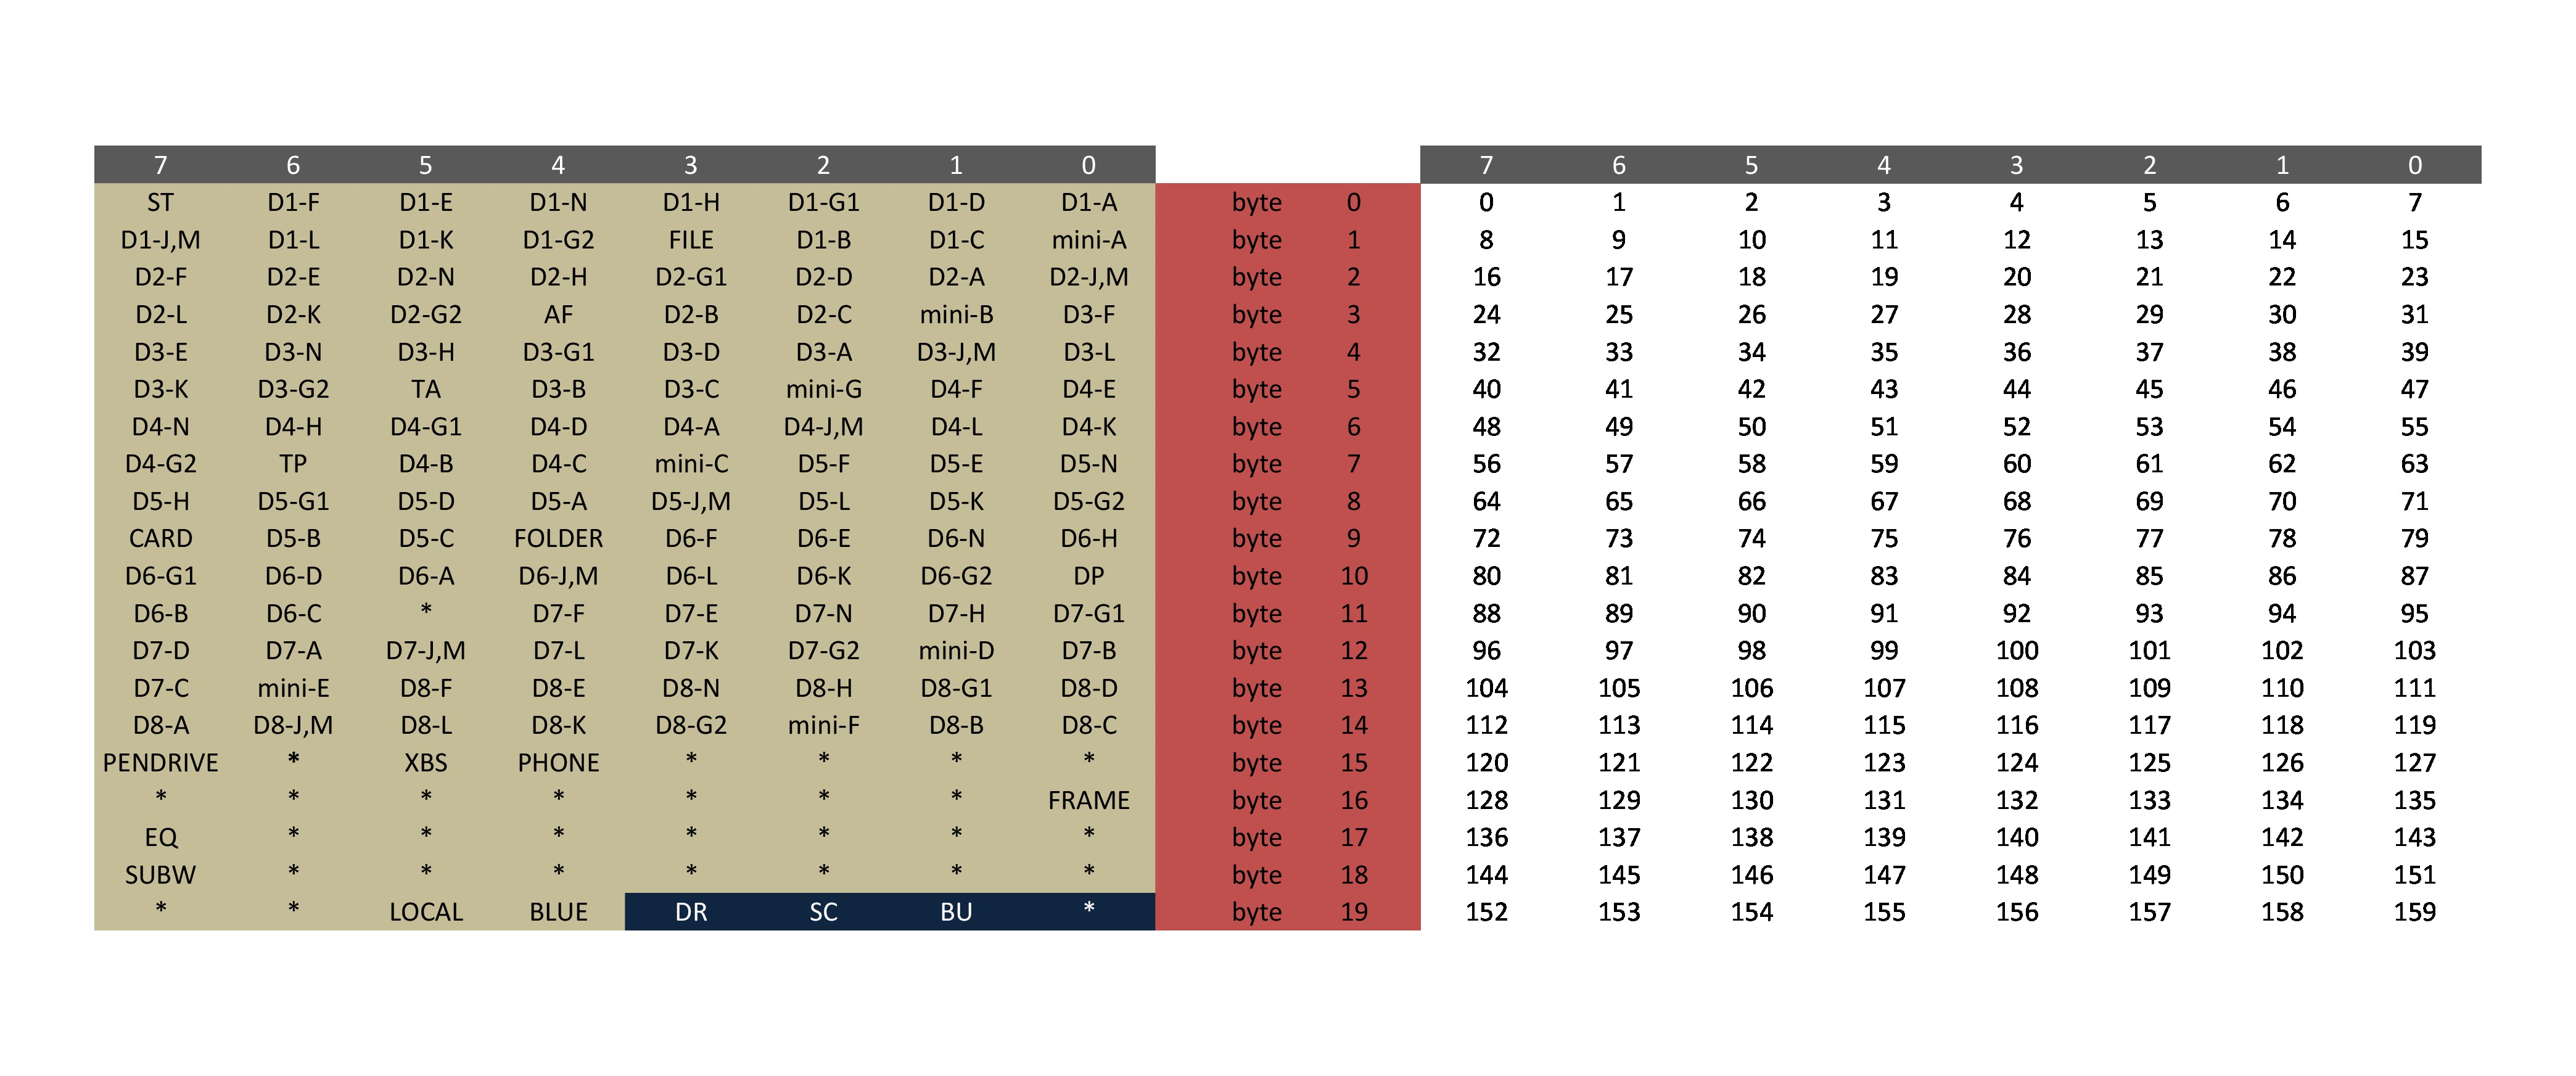 7 6 5 4 3 2 1 0 7 6 5 4 3 2 1 0
ST D1-F D1-E D1-N D1-H D1-G1 D1-D D1-A byte 0 0 1 2 3 4 5 6 7
D1-J,M D1-L D1-K D1-G2 FILE D1-B D1-C mini-A byte 1 8 9 10 11 12 13 14 15
D2-F D2-E D2-N D2-H D2-G1 D2-D D2-A D2-J,M byte 2 16 17 18 19 20 21 22 23
D2-L D2-K D2-G2 AF D2-B D2-C mini-B D3-F byte 3 24 25 26 27 28 29 30 31
D3-E D3-N D3-H D3-G1 D3-D D3-A D3-J,M D3-L byte 4 32 33 34 35 36 37 38 39
D3-K D3-G2 TA D3-B D3-C mini-G D4-F D4-E byte 5 40 41 42 43 44 45 46 47
D4-N D4-H D4-G1 D4-D D4-A D4-J,M D4-L D4-K byte 6 48 49 50 51 52 53 54 55
D4-G2 TP D4-B D4-C mini-C D5-F D5-E D5-N byte 7 56 57 58 59 60 61 62 63
D5-H D5-G1 D5-D D5-A D5-J,M D5-L D5-K D5-G2 byte 8 64 65 66 67 68 69 70 71
CARD D5-B D5-C FOLDER D6-F D6-E D6-N D6-H byte 9 72 73 74 75 76 77 78 79
D6-G1 D6-D D6-A D6-J,M D6-L D6-K D6-G2 DP byte 10 80 81 82 83 84 85 86 87
D6-B D6-C * D7-F D7-E D7-N D7-H D7-G1 byte 11 88 89 90 91 92 93 94 95
D7-D D7-A D7-J,M D7-L D7-K D7-G2 mini-D D7-B byte 12 96 97 98 99 100 101 102 103
D7-C mini-E D8-F D8-E D8-N D8-H D8-G1 D8-D byte 13 104 105 106 107 108 109 110 111
D8-A D8-J,M D8-L D8-K D8-G2 mini-F D8-B D8-C byte 14 112 113 114 115 116 117 118 119
PENDRIVE * XBS PHONE * * * * byte 15 120 121 122 123 124 125 126 127
* * * * * * * FRAME byte 16 128 129 130 131 132 133 134 135
EQ * * * * * * * byte 17 136 137 138 139 140 141 142 143
SUBW * * * * * * * byte 18 144 145 146 147 148 149 150 151
* * LOCAL BLUE DR SC BU * byte 19 152 153 154 155 156 157 158 159